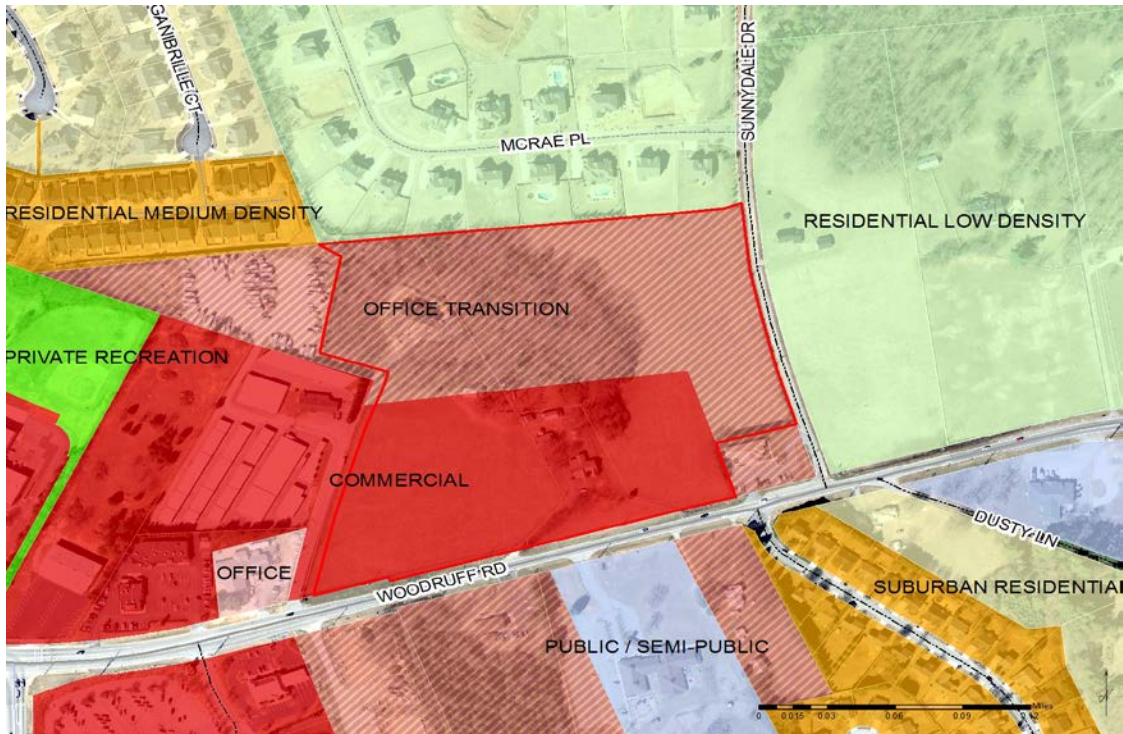 GANIBRILLE CT
SUNNYDALE DR
MCRAE PL
RESIDENTIAL MEDIUM DENSITY
RESIDENTIAL LOW DENSITY
OFFICE TRANSITION
PRIVATE RECREATION
COMMERCIAL
DUSTY LN
OFFICE
WOODRUFF RD
SUBURBAN RESIDENTIAL
PUBLIC / SEMI-PUBLIC
Miles
0 0.015 0.03 0.06 0.09 0.12